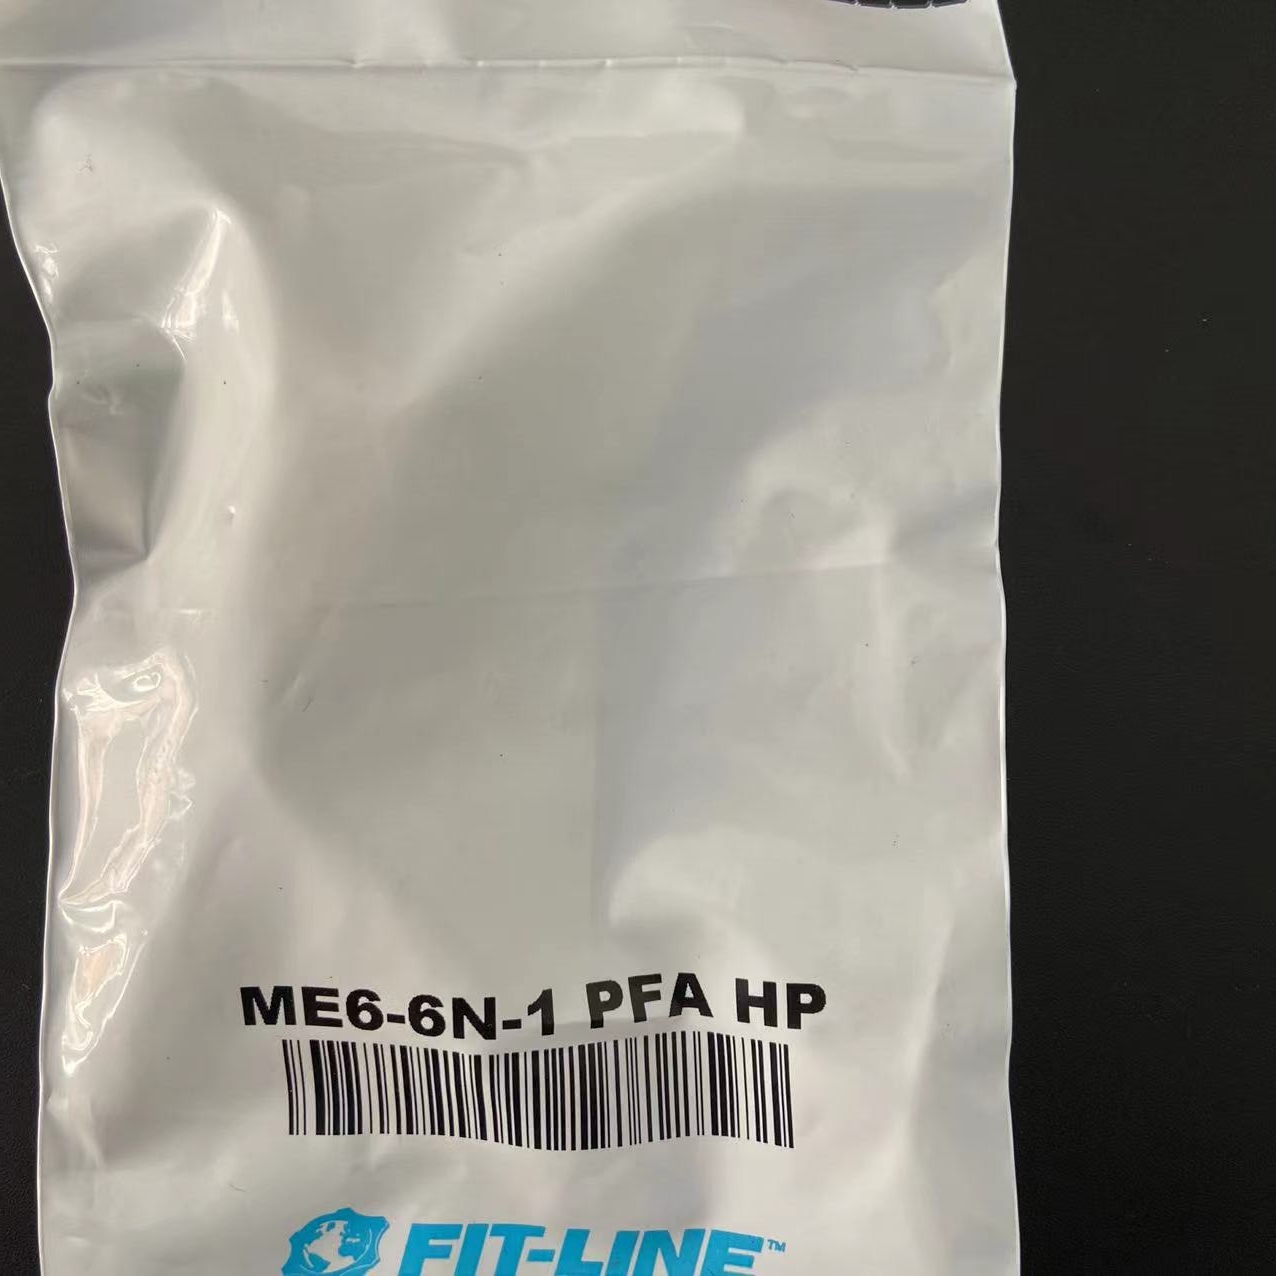 ME6-6N-1 PFA HP
FIT-LINE™